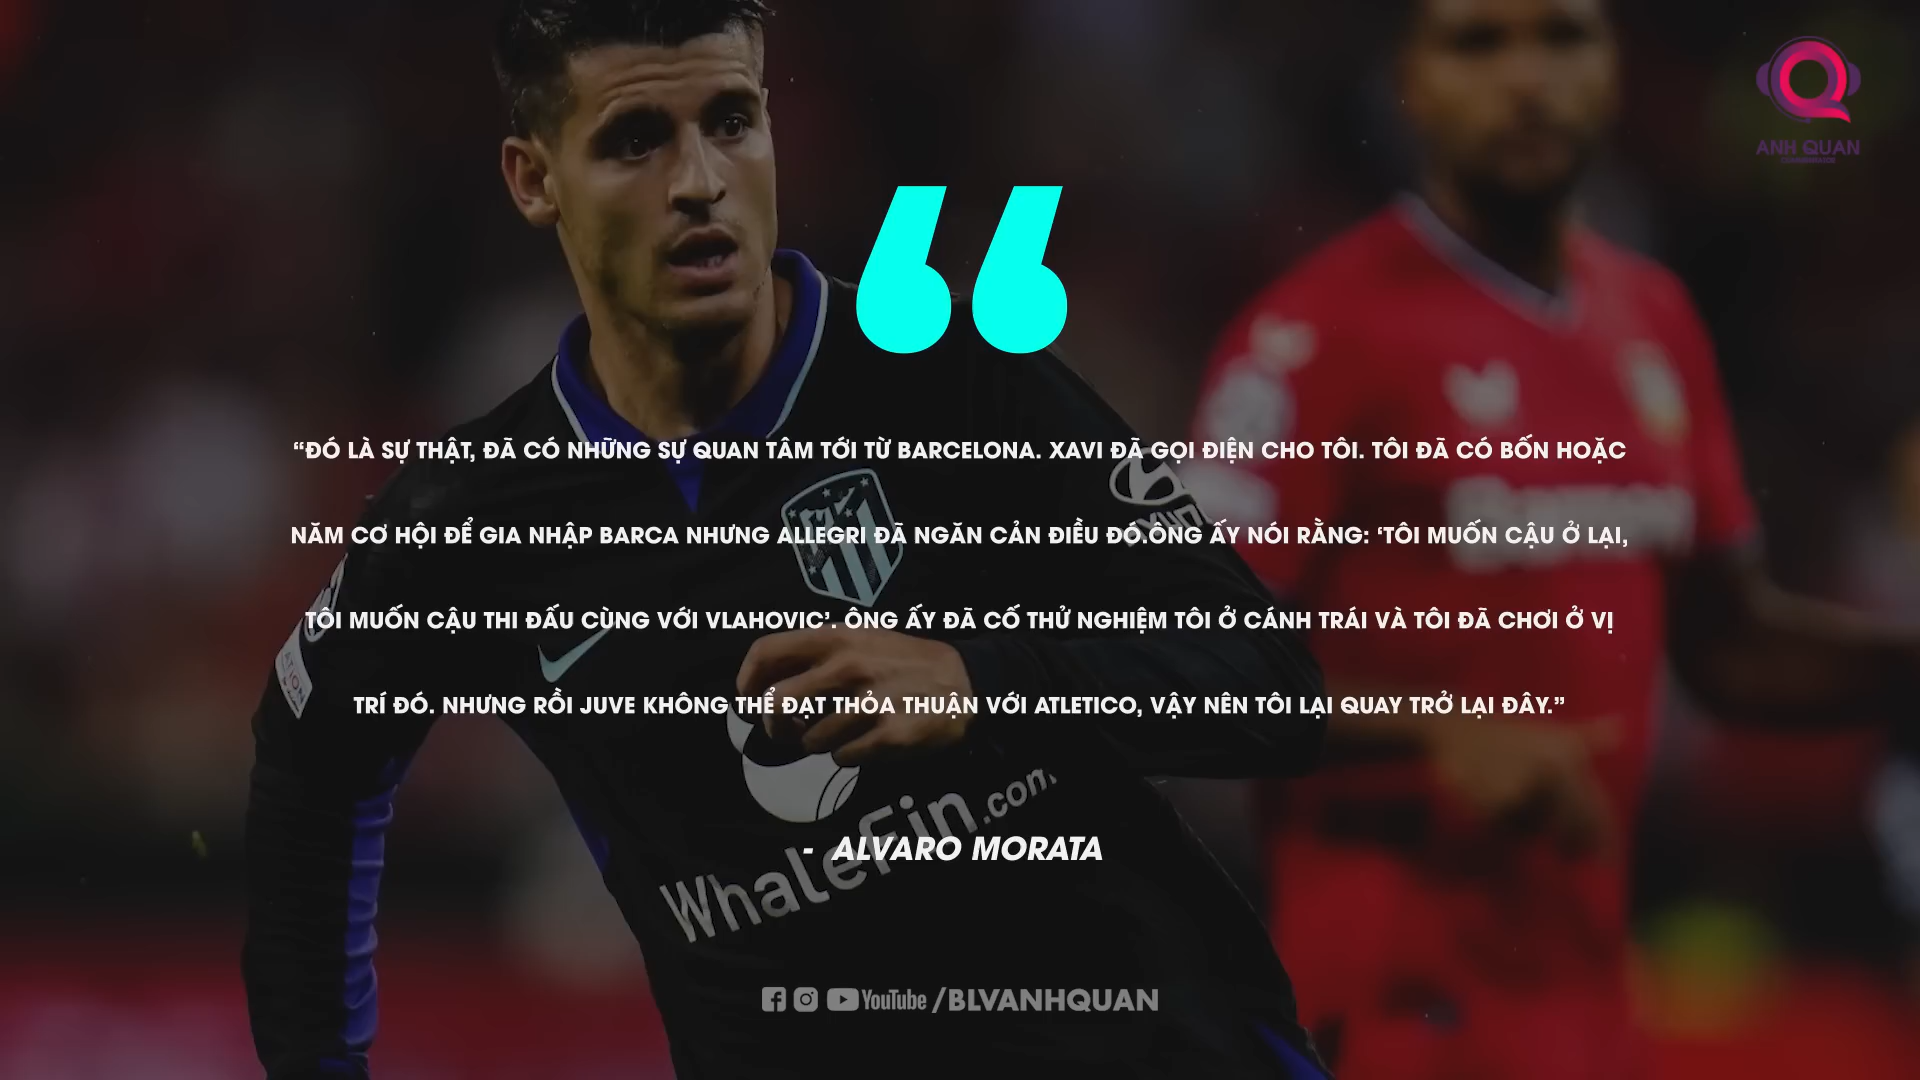 ANH QUAN
“ĐÓ LÀ SỰ THẬT, ĐÃ CÓ NHỮNG SỰ QUAN TÂM TỚI TỪ BARCELONA. XAVI ĐÃ GỌI ĐIỆN CHO TÔI. TÔI ĐÃ CÓ BỐN HOẶC
NĂM CƠ HỘI ĐỂ GIA NHẬP BARCA NHƯNG ALLEGRI ĐÃ NGĂN CẢN ĐIỀU ĐÓ.ÔNG ẤY NÓI RẰNG: ‘TÔI MUỐN CẬU Ở LẠI,
TÔI MUỐN CẬU THI ĐẤU CÙNG VỚI VLAHOVIC’. ÔNG ẤY ĐÃ CỐ THỬ NGHIỆM TÔI Ở CÁNH TRÁI VÀ TÔI ĐÃ CHƠI Ở VỊ
TRÍ ĐÓ. NHƯNG RỒI JUVE KHÔNG THỂ ĐẠT THỎA THUẬN VỚI ATLETICO, VẬY NÊN TÔI LẠI QUAY TRỞ LẠI ĐÂY.”
WhaleFin.com
- ALVARO MORATA
YouTube /BLVANHQUAN